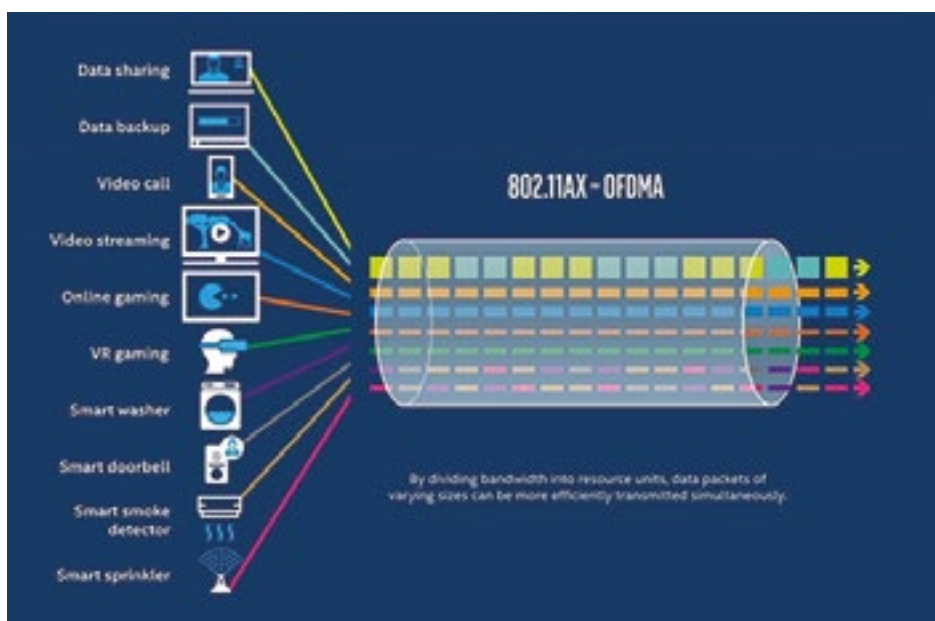 Data sharing
Data backup
Video call
Video streaming
Online gaming
VR gaming
Smart washer
Smart doorbell
Smart smoke
detector
Smart sprinkler
802.11AX - OFDMA
By dividing bandwidth into resource units, data packets of
varying sizes can be more efficiently transmitted simultaneously.